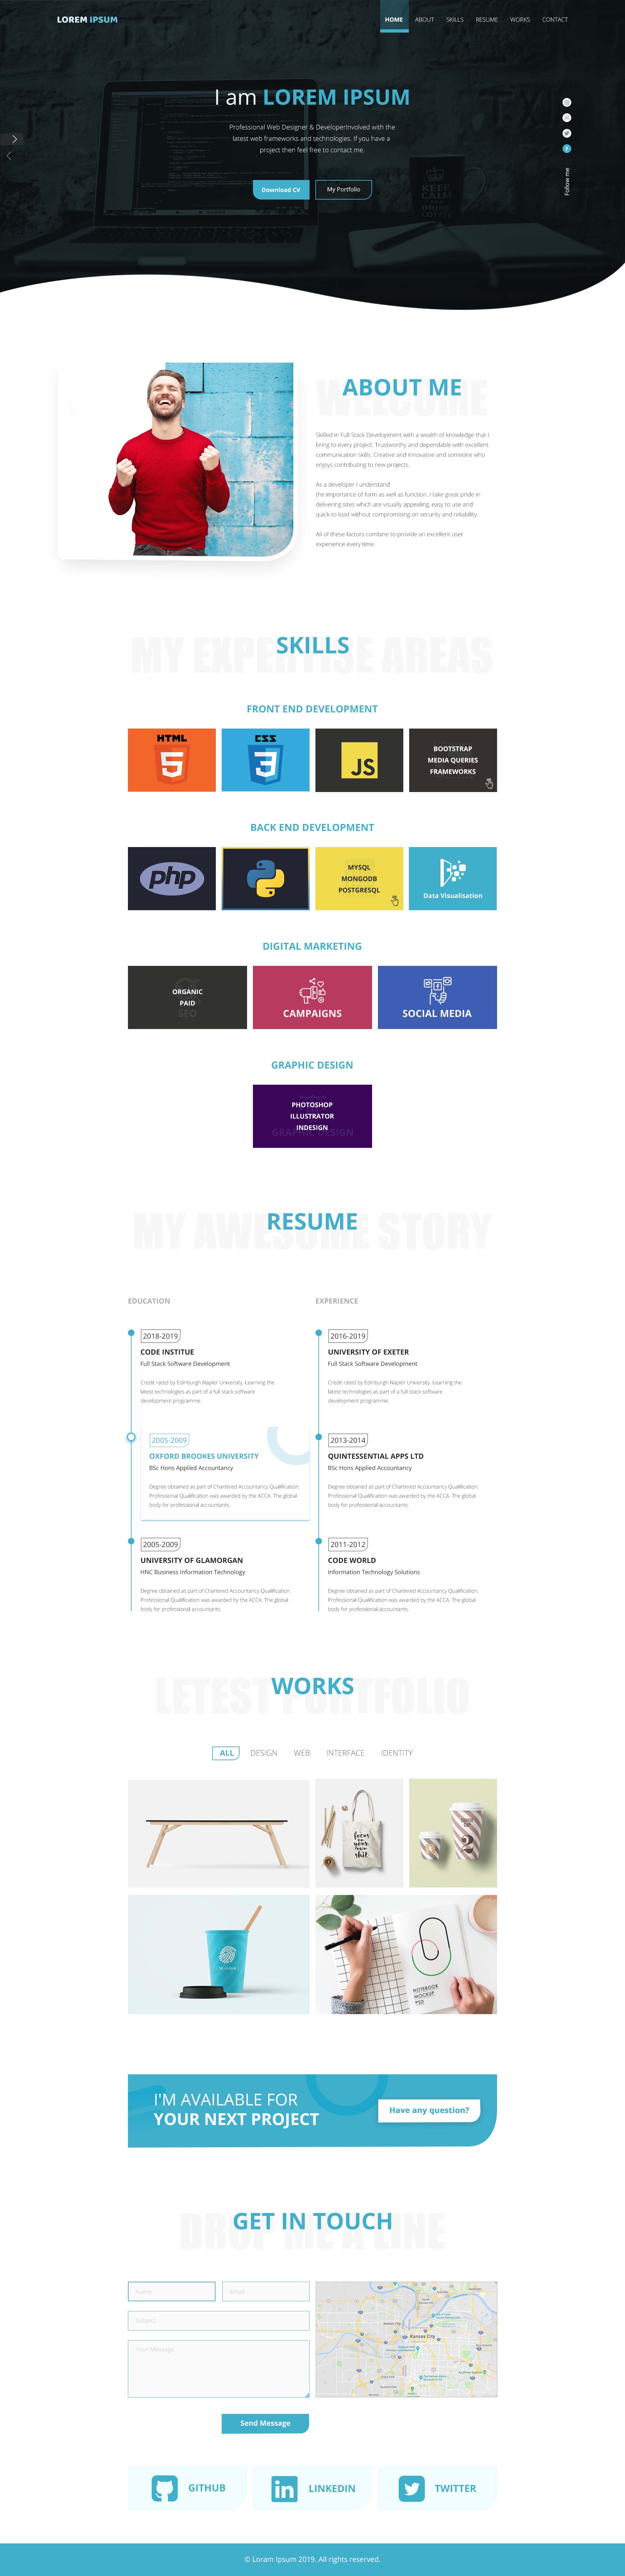 LOREM IPSUM
HOME ABOUT SKILLS RESUME WORKS CONTACT
I am LOREM IPSUM
Professional Web Designer & DeveloperInvolved with the
latest web frameworks and technologies. If you have a
project then feel free to contact me.
Download CV
My Portfolio
KEEP
CALM
AND
DRINK
COFFEE
Follow me
WELCOME
ABOUT ME
Skilled in Full Stack Development with a wealth of knowledge that I
bring to every project. Trustworthy and dependable with excellent
communication skills. Creative and innovative and someone who
enjoys contributing to new projects.
As a developer I understand
the importance of form as well as function. I take great pride in
delivering sites which are visually appealing, easy to use and
quick to load without compromising on security and reliability.
All of these factors combine to provide an excellent user
experience every time.
MY EXPERTISE AREAS
SKILLS
FRONT END DEVELOPMENT
HTML
5
CSS
3
JS
BOOTSTRAP
MEDIA QUERIES
FRAMEWORKS
BACK END DEVELOPMENT
php
MYSQL
MONGODB
POSTGRESQL
Data Visualisation
DIGITAL MARKETING
ORGANIC
PAID
SEO
CAMPAIGNS
SOCIAL MEDIA
GRAPHIC DESIGN
PHOTOSHOP
ILLUSTRATOR
INDESIGN
GRAPHIC DESIGN
MY AWESOME STORY
RESUME
EDUCATION
2018-2019
CODE INSTITUE
Full Stack Software Development
Credit rated by Edinburgh Napier University. Learning the
latest technologies as part of a full stack software
development programme.
2005-2009
OXFORD BROOKES UNIVERSITY
BSc Hons Applied Accountancy
Degree obtained as part of Chartered Accountancy Qualification.
Professional Qualification was awarded by the ACCA. The global
body for professional accountants.
2005-2009
UNIVERSITY OF GLAMORGAN
HNC Business Information Technology
Degree obtained as part of Chartered Accountancy Qualification.
Professional Qualification was awarded by the ACCA. The global
body for professional accountants.
EXPERIENCE
2016-2019
UNIVERSITY OF EXETER
Full Stack Software Development
Credit rated by Edinburgh Napier University. Learning the
latest technologies as part of a full stack software
development programme.
2013-2014
QUINTESSENTIAL APPS LTD
BSc Hons Applied Accountancy
Degree obtained as part of Chartered Accountancy Qualification.
Professional Qualification was awarded by the ACCA. The global
body for professional accountants.
2011-2012
CODE WORLD
Information Technology Solutions
Degree obtained as part of Chartered Accountancy Qualification.
Professional Qualification was awarded by the ACCA. The global
body for professional accountants.
LETEST PORTFOLIO
WORKS
ALL DESIGN WEB INTERFACE IDENTITY
focus
on
your
own
shit
2
NOTEBOOK
MOCKUP
PSD
I'M AVAILABLE FOR
YOUR NEXT PROJECT
Have any question?
DROP ME A LINE
GET IN TOUCH
Name
Email
Subject
Your Message
Kansas City
Send Message
GITHUB
LINKEDIN
TWITTER
© Loram Ipsum 2019. All rights reserved.